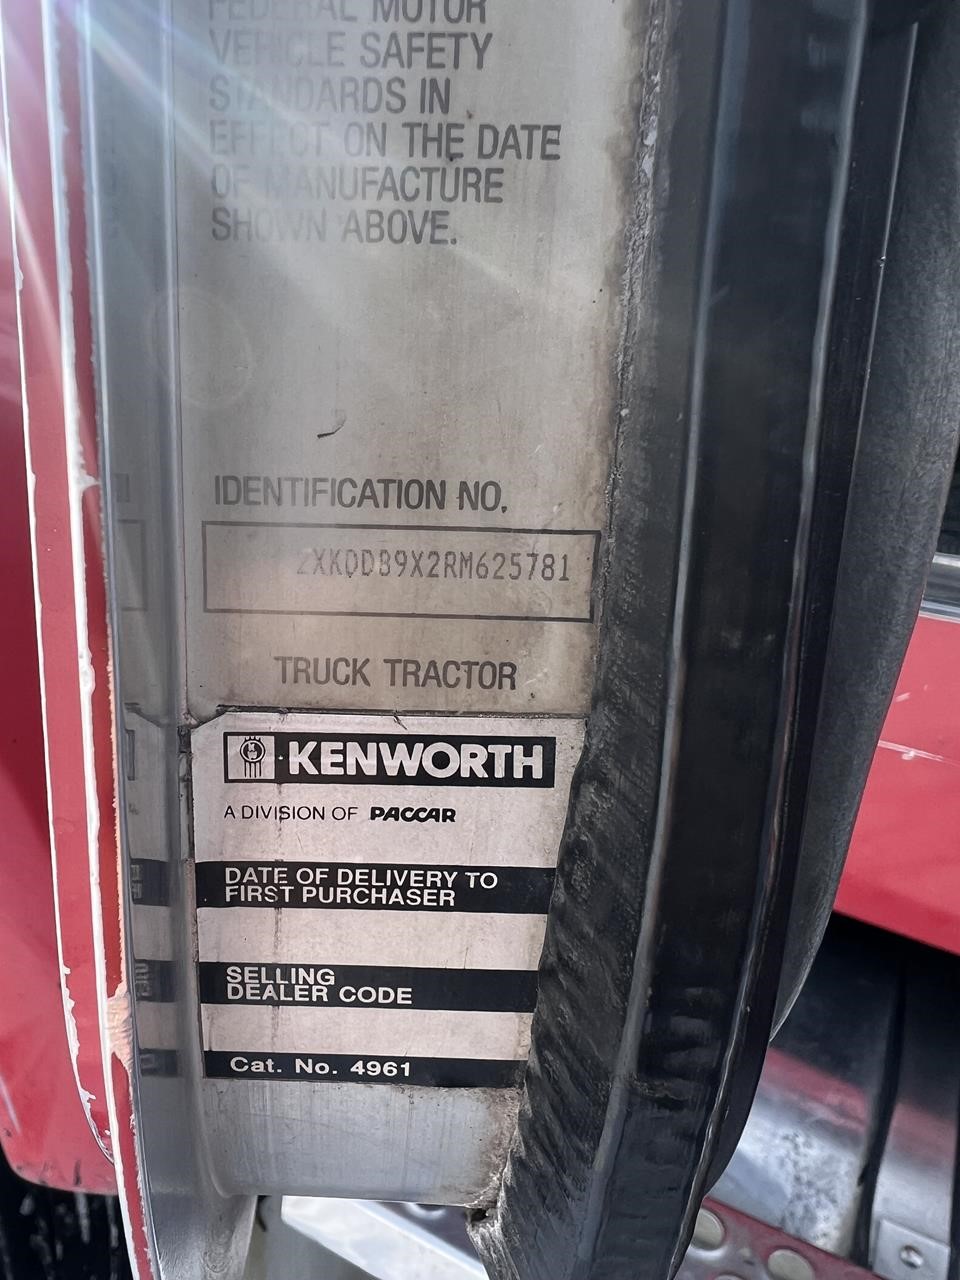 FEDERAL MOTOR
VEHICLE SAFETY
STANDARDS IN
EFFECT ON THE DATE
OF MANUFACTURE
SHOWN ABOVE.
IDENTIFICATION NO.
2XKDD89X2RM625781
TRUCK TRACTOR
KENWORTH
A DIVISION OF PACCAR
DATE OF DELIVERY TO
FIRST PURCHASER
SELLING
DEALER CODE
Cat. No. 4961